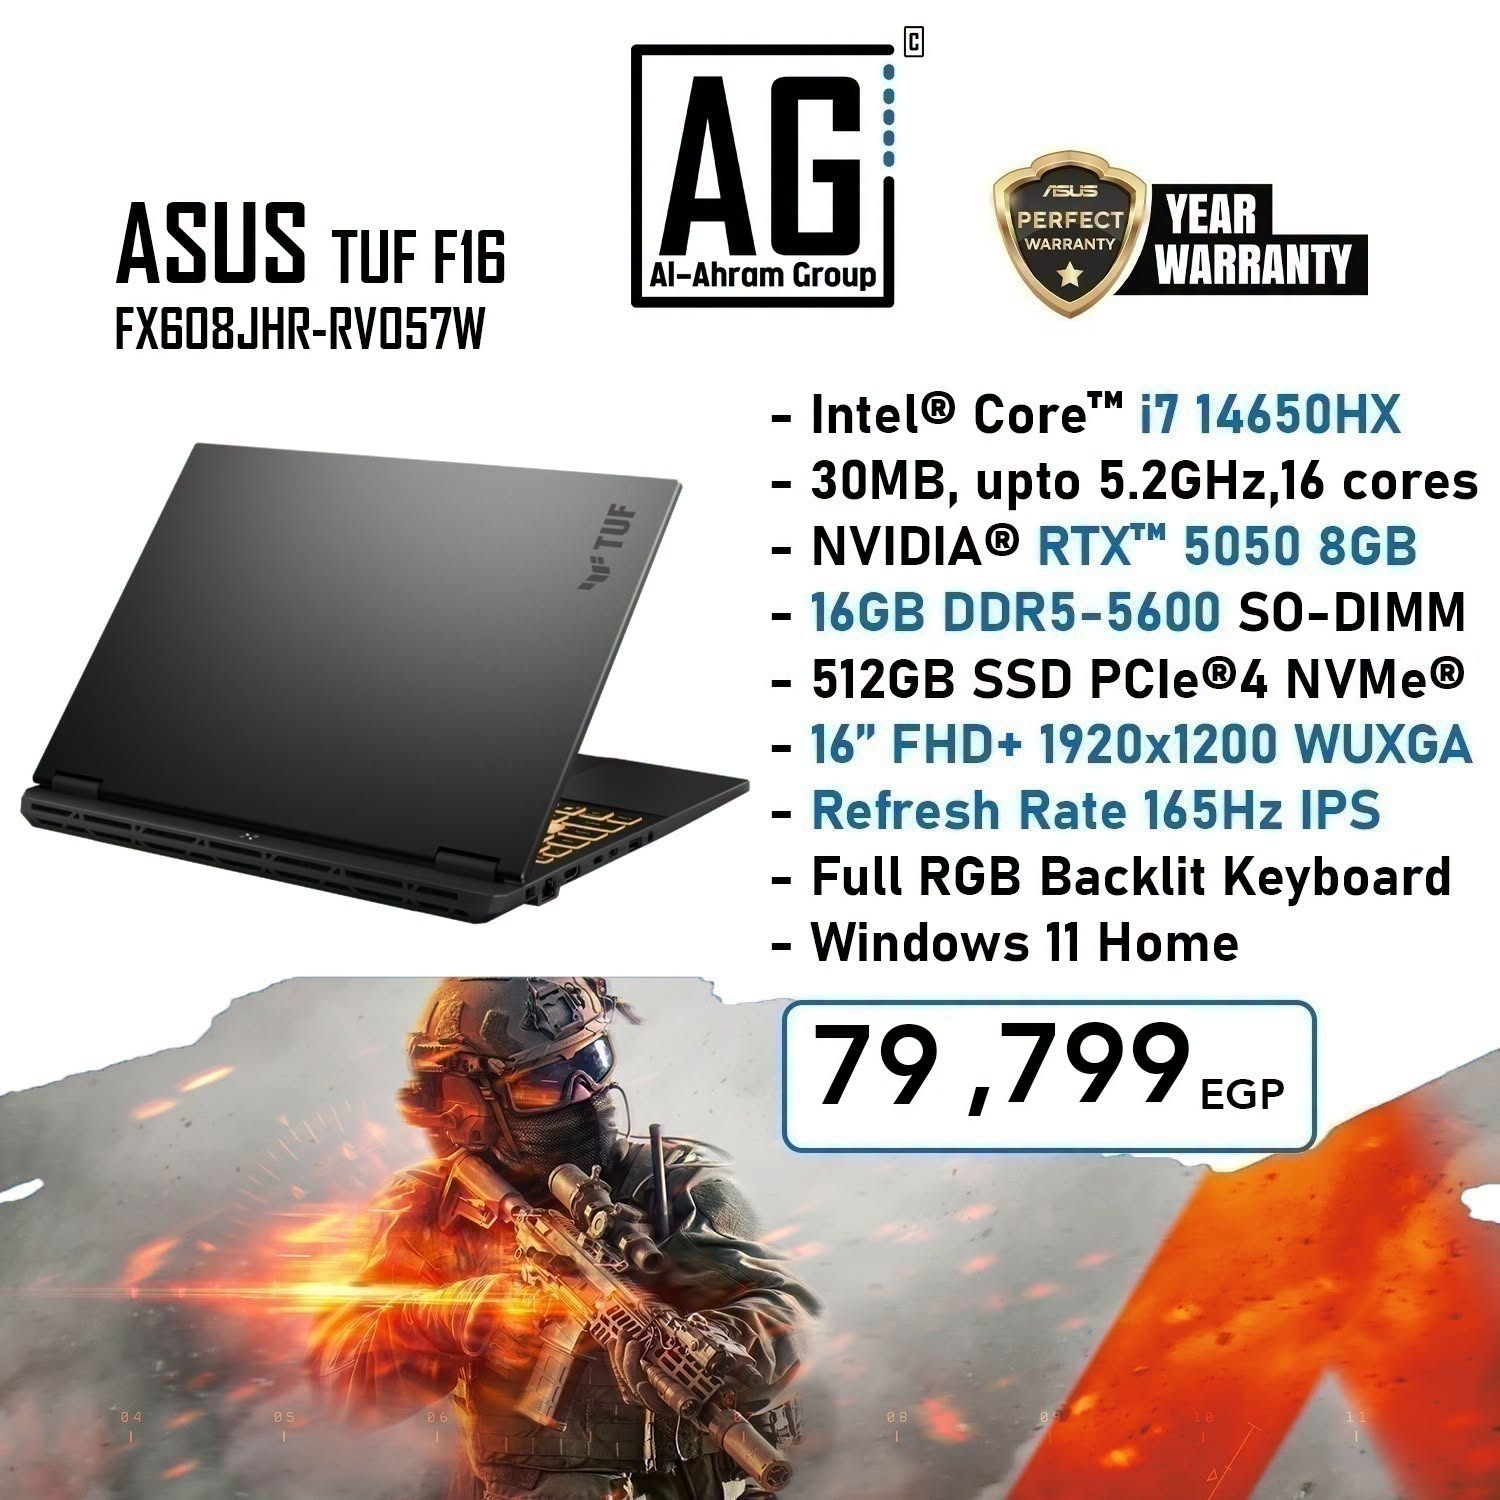 C
AG
Al-Ahram Group
ASUS TUF F16
FX608JHR-RV057W
ASUS
PERFECT
WARRANTY
YEAR
WARRANTY
- Intel® Core™ i7 14650HX
- 30MB, upto 5.2GHz,16 cores
- NVIDIA® RTX™ 5050 8GB
- 16GB DDR5-5600 SO-DIMM
- 512GB SSD PCIe®4 NVMe®
- 16” FHD+ 1920x1200 WUXGA
- Refresh Rate 165Hz IPS
- Full RGB Backlit Keyboard
- Windows 11 Home
TUF
79,799 EGP
04 05 06 08 09 10 11